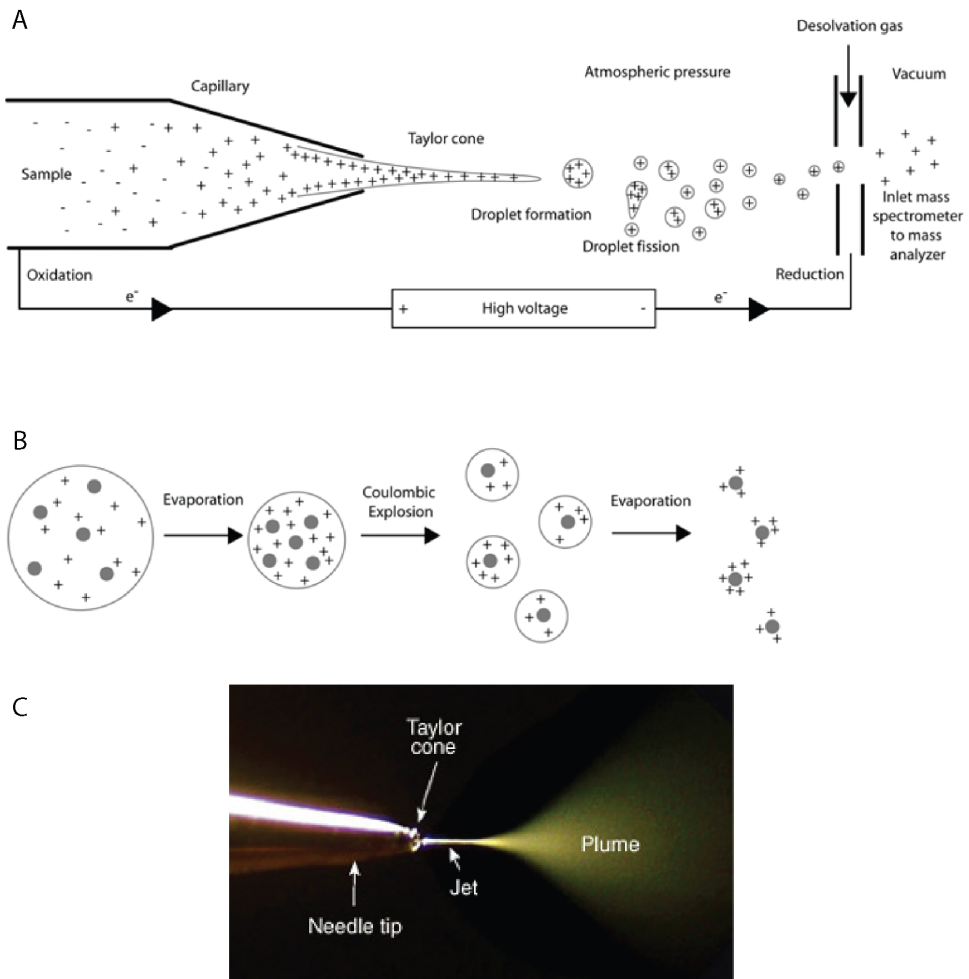 A
Desolvation gas
Capillary
Atmospheric pressure
Vacuum
Taylor cone
Sample
Droplet formation
Inlet mass
spectrometer
to mass
analyzer
Droplet fission
Oxidation
Reduction
e-
+ High voltage -
e-
B
Evaporation
Coulombic
Explosion
Evaporation
C
Taylor
cone
Plume
Jet
Needle tip